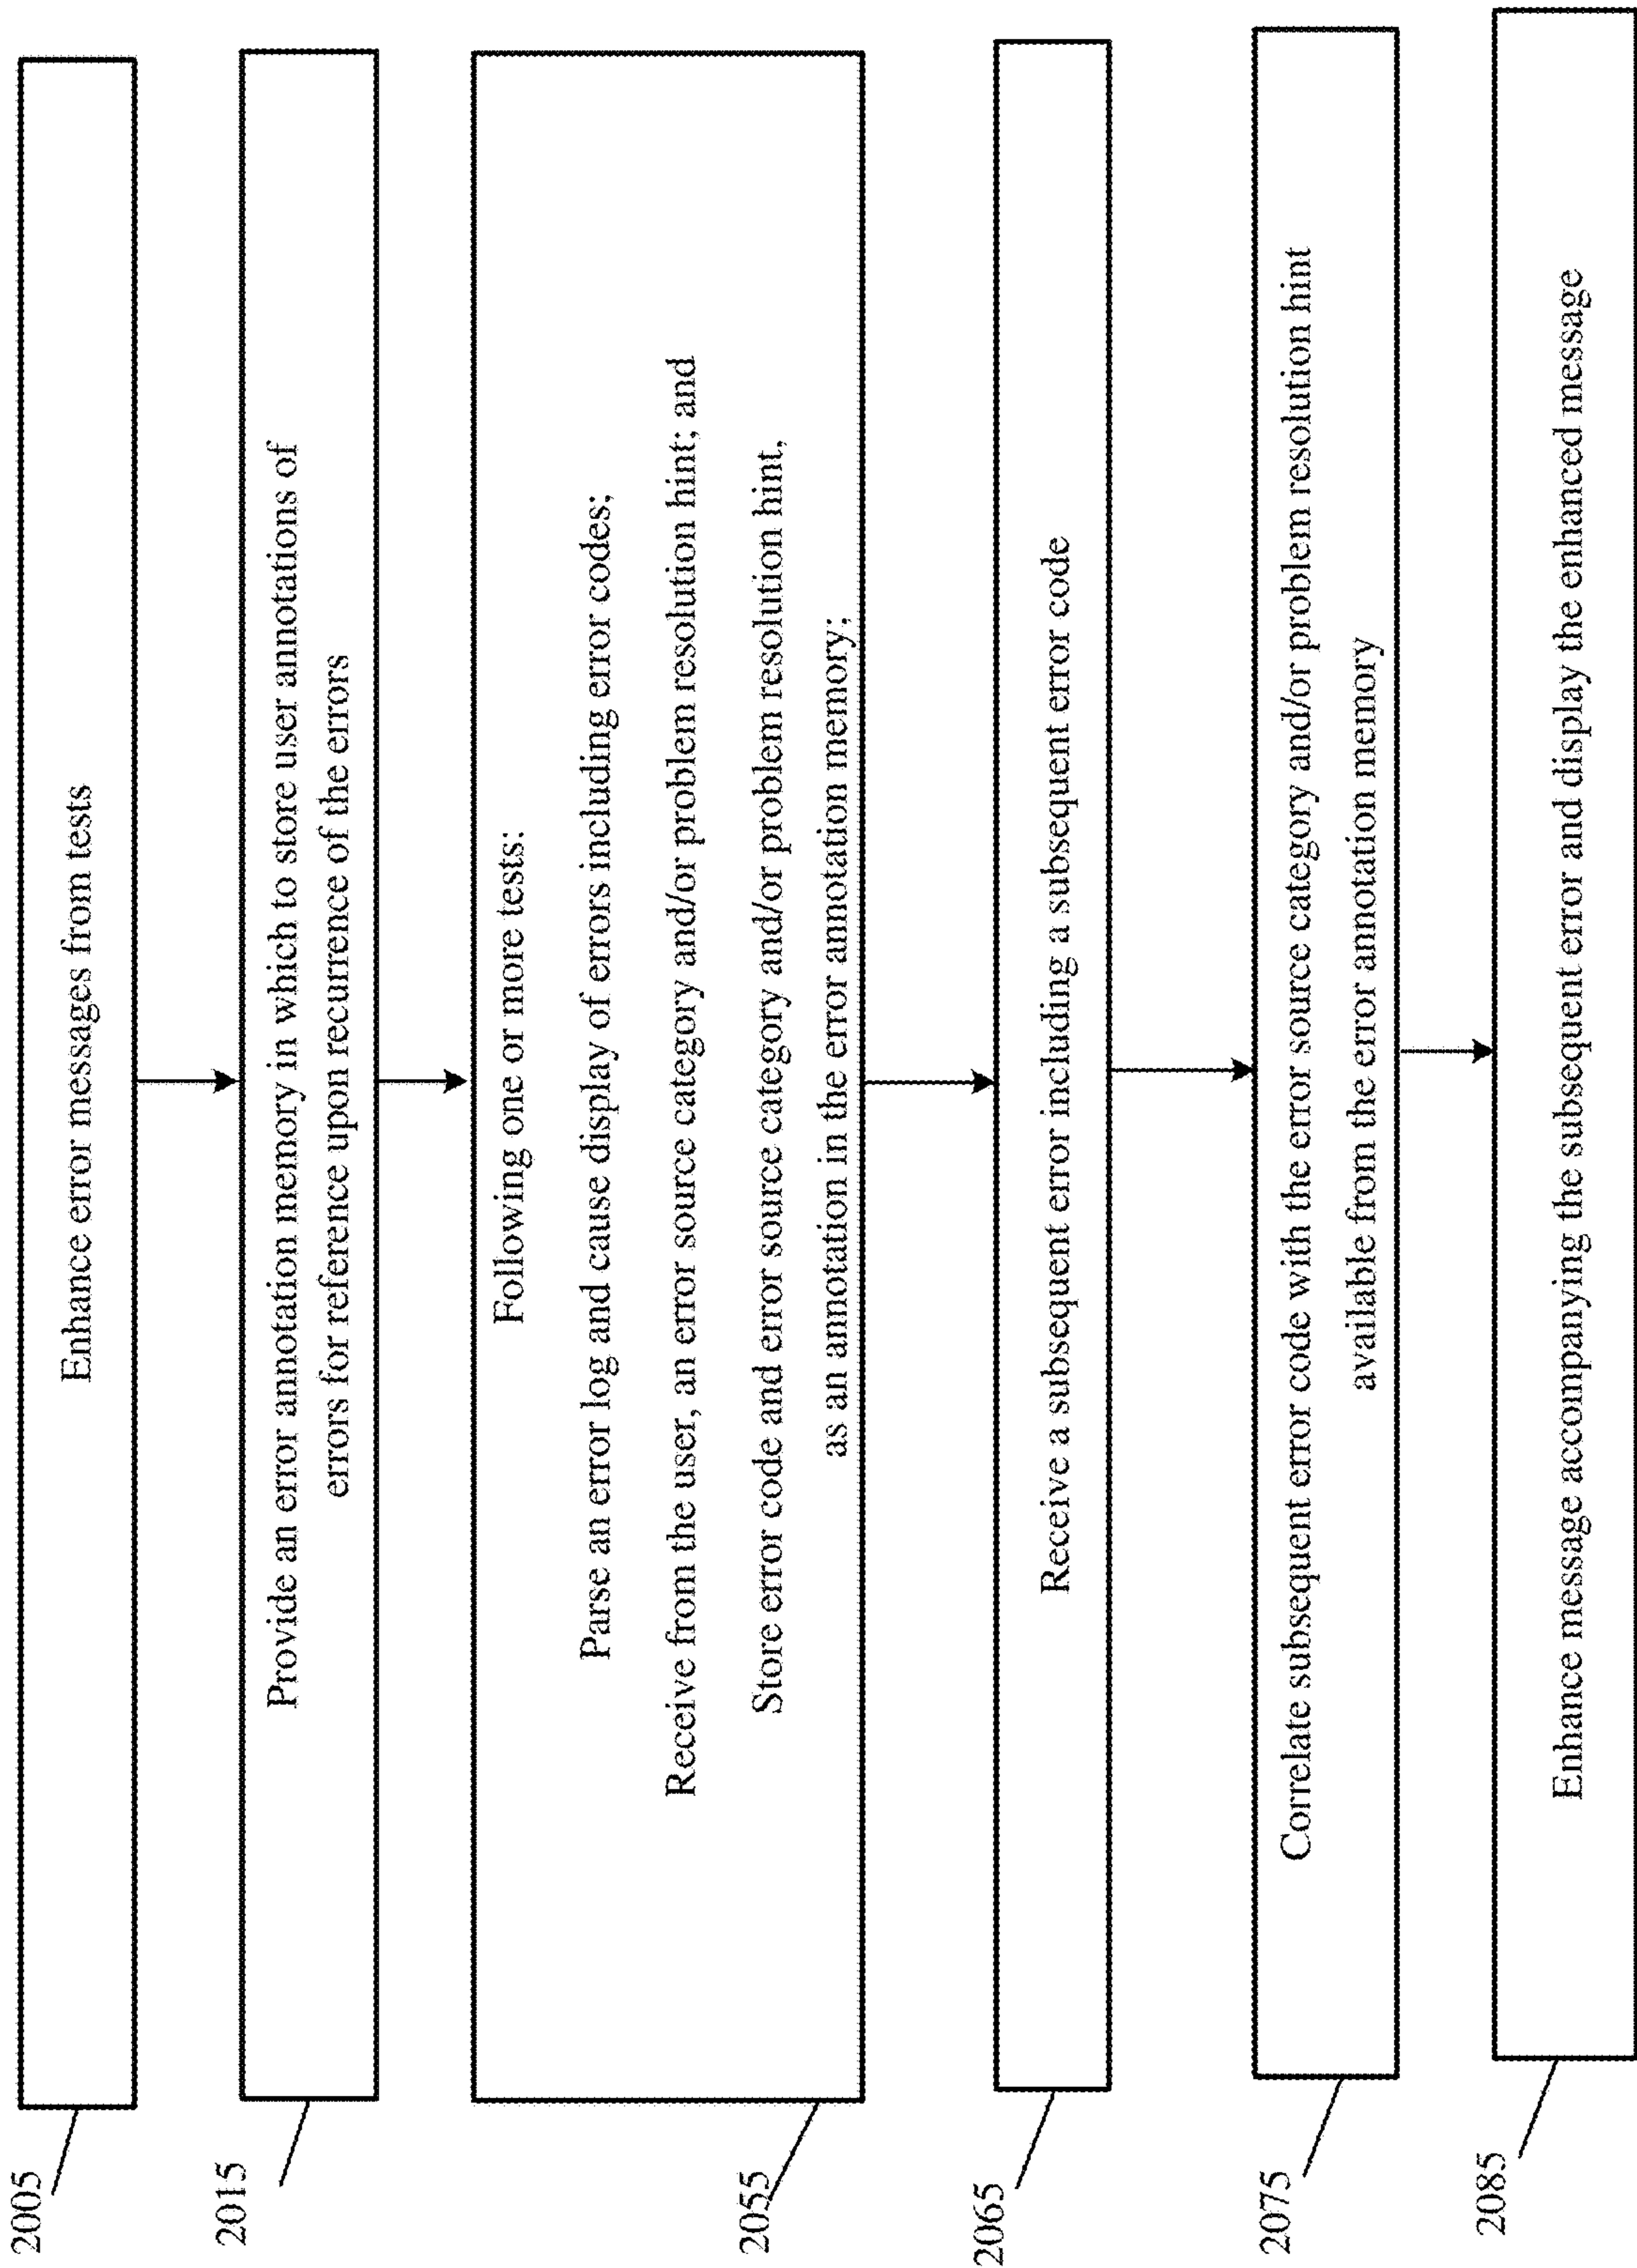 2005
Enhance error messages from tests
2015
Provide an error annotation memory in which to store user annotations of
errors for reference upon recurrence of the errors
2055
Following one or more tests:
Parse an error log and cause display of errors including error codes;
Receive from the user, an error source category and/or problem resolution hint; and
Store error code and error source category and/or problem resolution hint,
as an annotation in the error annotation memory;
2065
Receive a subsequent error including a subsequent error code
2075
Correlate subsequent error code with the error source category and/or problem resolution hint
available from the error annotation memory
2085
Enhance message accompanying the subsequent error and display the enhanced message